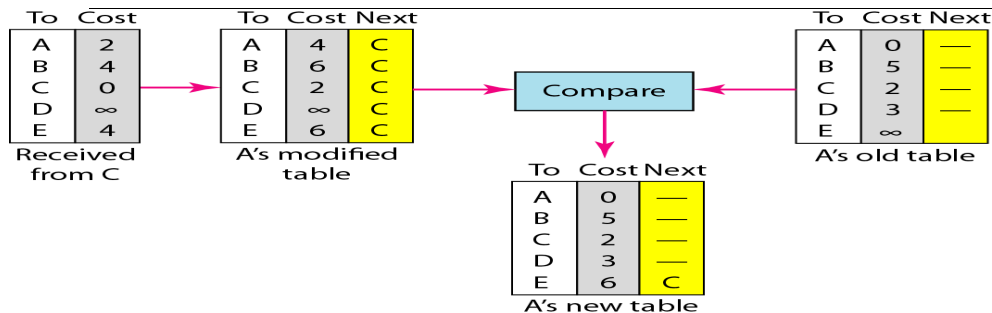 To Cost
A 2
B 4
C 0
D ∞
E 4
Received
from C
To Cost Next
A 4 C
B 6 C
C 2 C
D ∞ C
E 6 C
A's modified
table
Compare
To Cost Next
A 0 —
B 5 —
C 2 —
D 3 —
E ∞
A's old table
To Cost Next
A 0 —
B 5 —
C 2 —
D 3 —
E 6 C
A's new table